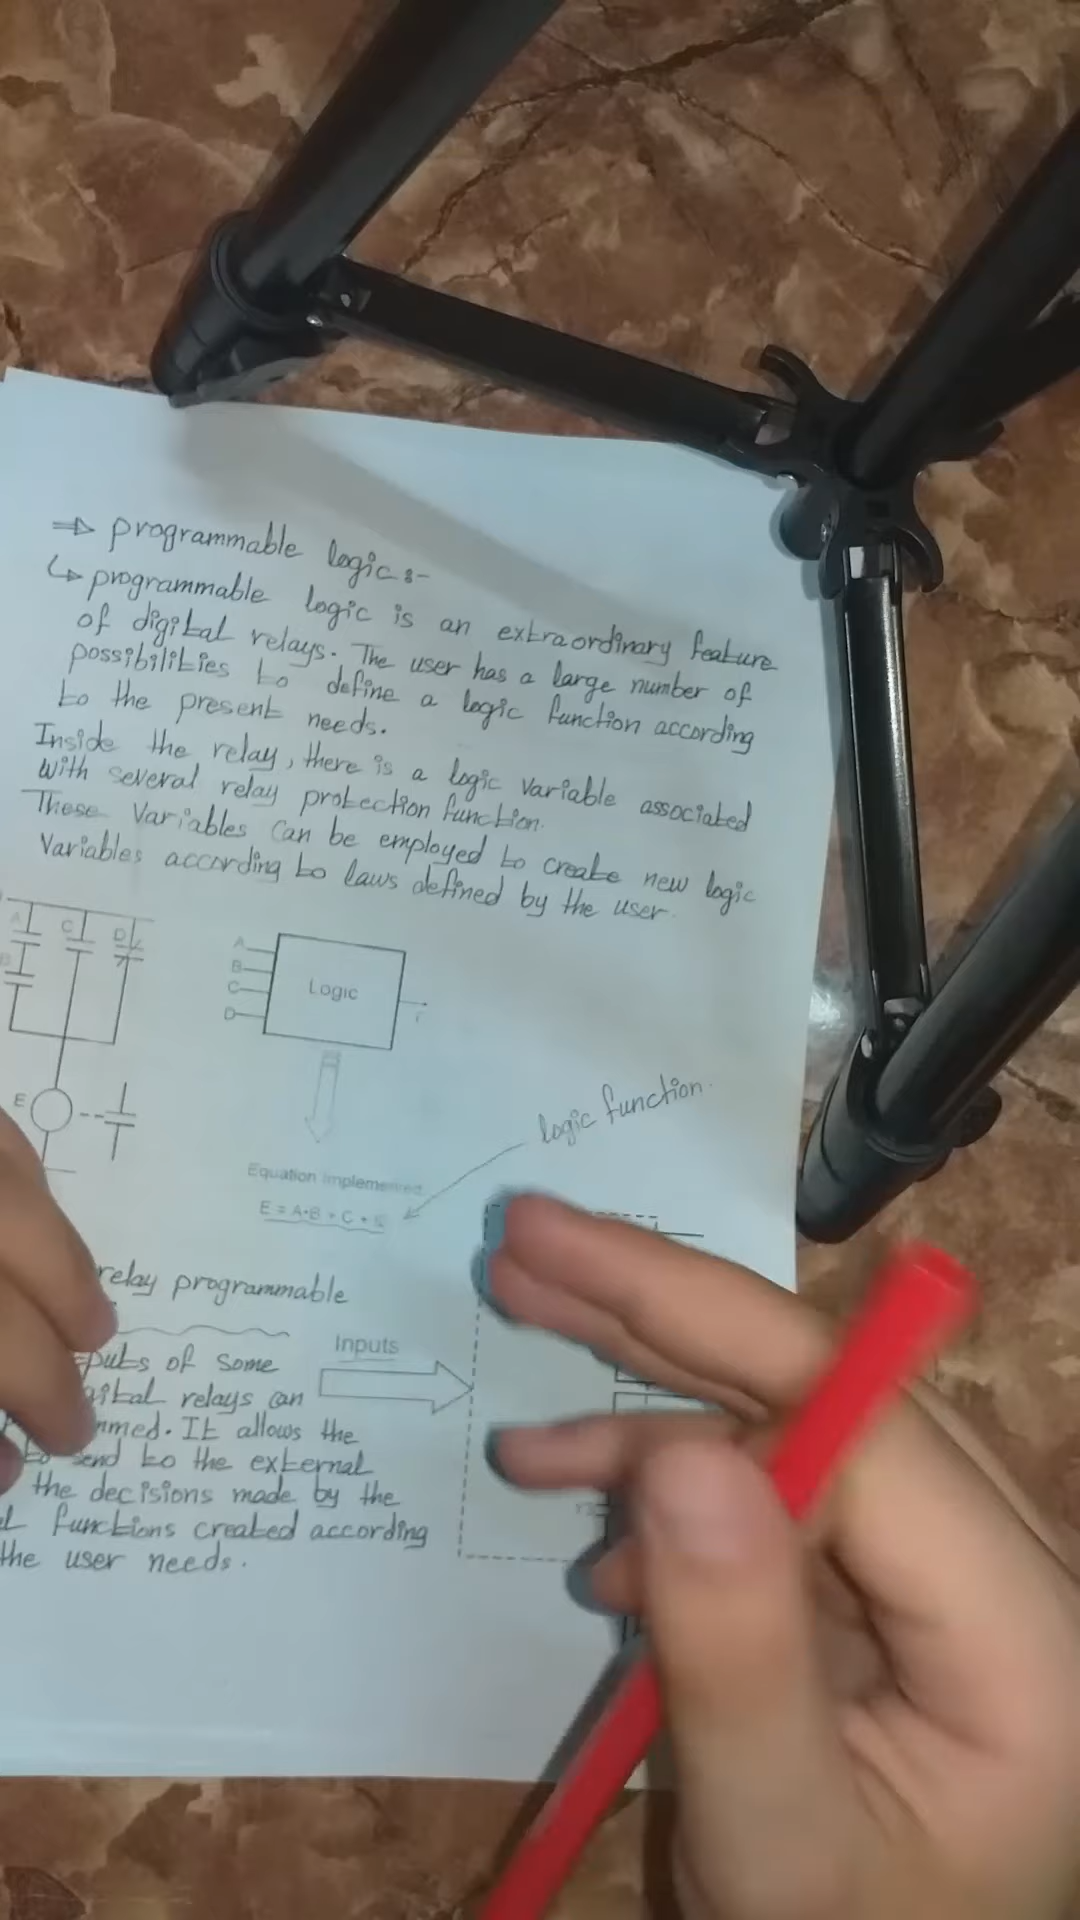 ⇒ programmable logic :-
↳ programmable logic is an extraordinary feature
of digital relays. The user has a large number of
possibilities to define a logic function according
to the present needs.
Inside the relay, there is a logic variable associated
with several relay protection function.
These Variables can be employed to create new logic
Variables according to laws defined by the user.
A
C
D
B
E
A
B
C
D
Logic
logic function.
Equation Implemented
E = A•B + C +
relay programmable
puts of some
gital relays can
mmed. It allows the
to send to the external
the decisions made by the
functions created according
the user needs.
Inputs